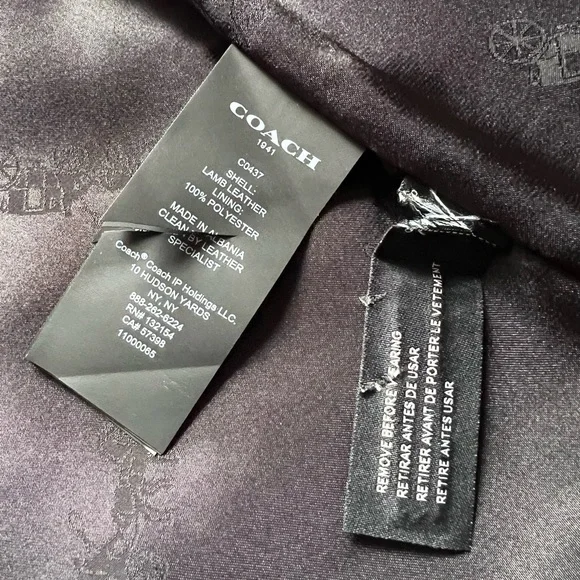 COACH
1941
C0437
SHELL:
LAMB LEATHER
LINING:
100% POLYESTER
MADE IN ALBANIA
CLEAN BY LEATHER
SPECIALIST
Coach® Coach IP Holdings LLC.
10 HUDSON YARDS
NY, NY
888-262-6224
RN# 132154
CA# 57398
11000065
REMOVE BEFORE WEARING
RETIRAR ANTES DE USAR
RETIRER AVANT DE PORTER LE VÊTEMENT
RETIRE ANTES USAR